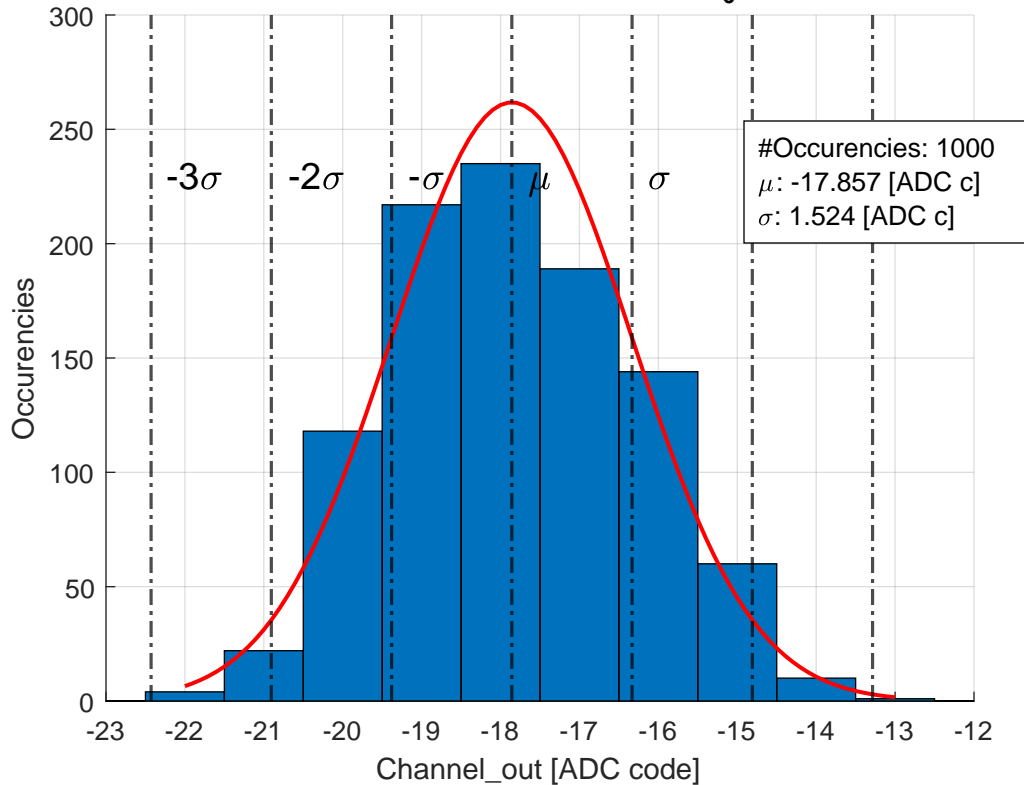 300
250
200
150
100
50
0
Occurencies
-3σ
-2σ
-σ
μ
σ
#Occurencies: 1000
μ: -17.857 [ADC c]
σ: 1.524 [ADC c]
-23 -22 -21 -20 -19 -18 -17 -16 -15 -14 -13 -12
Channel_out [ADC code]